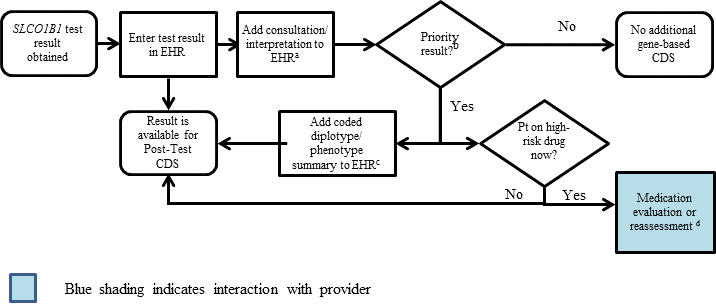 SLCO1B1 test
result
obtained
Enter test result
in EHR
Add consultation/
interpretation to
EHRa
Priority
result?b
No
No additional
gene-based
CDS
Yes
Result is
available for
Post-Test
CDS
Add coded
diplotype/
phenotype
summary to EHRc
Pt on high-
risk drug
now?
No
Yes
Medication
evaluation or
reassessment d
Blue shading indicates interaction with provider